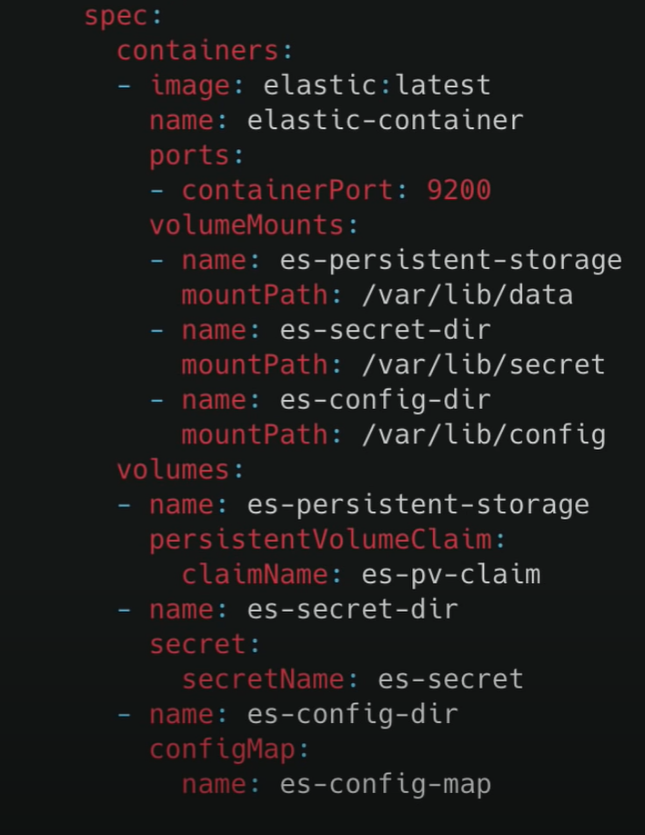 spec:
containers:
- image: elastic:latest
name: elastic-container
ports:
- containerPort: 9200
volumeMounts:
- name: es-persistent-storage
mountPath: /var/lib/data
- name: es-secret-dir
mountPath: /var/lib/secret
- name: es-config-dir
mountPath: /var/lib/config
volumes:
- name: es-persistent-storage
persistentVolumeClaim:
claimName: es-pv-claim
- name: es-secret-dir
secret:
secretName: es-secret
- name: es-config-dir
configMap:
name: es-config-map